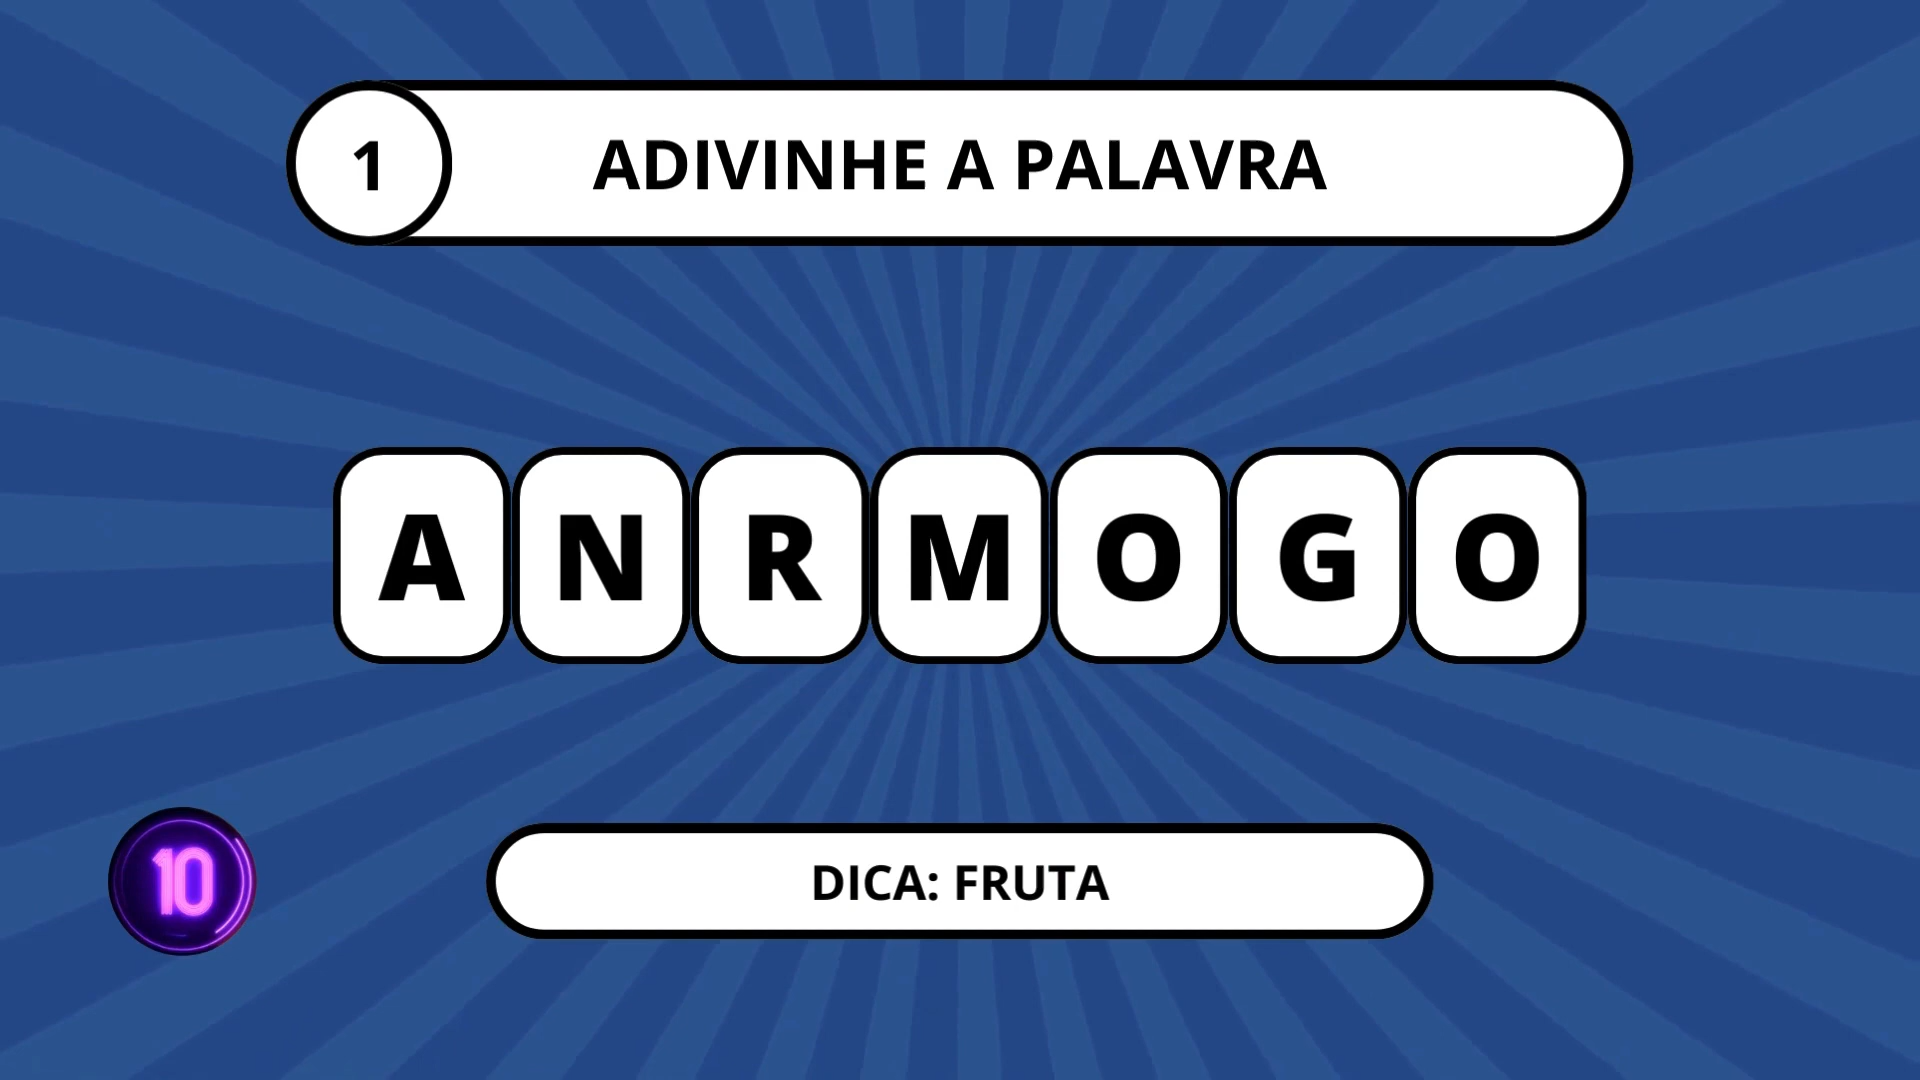 1
ADIVINHE A PALAVRA
A N R M O G O
10
DICA: FRUTA